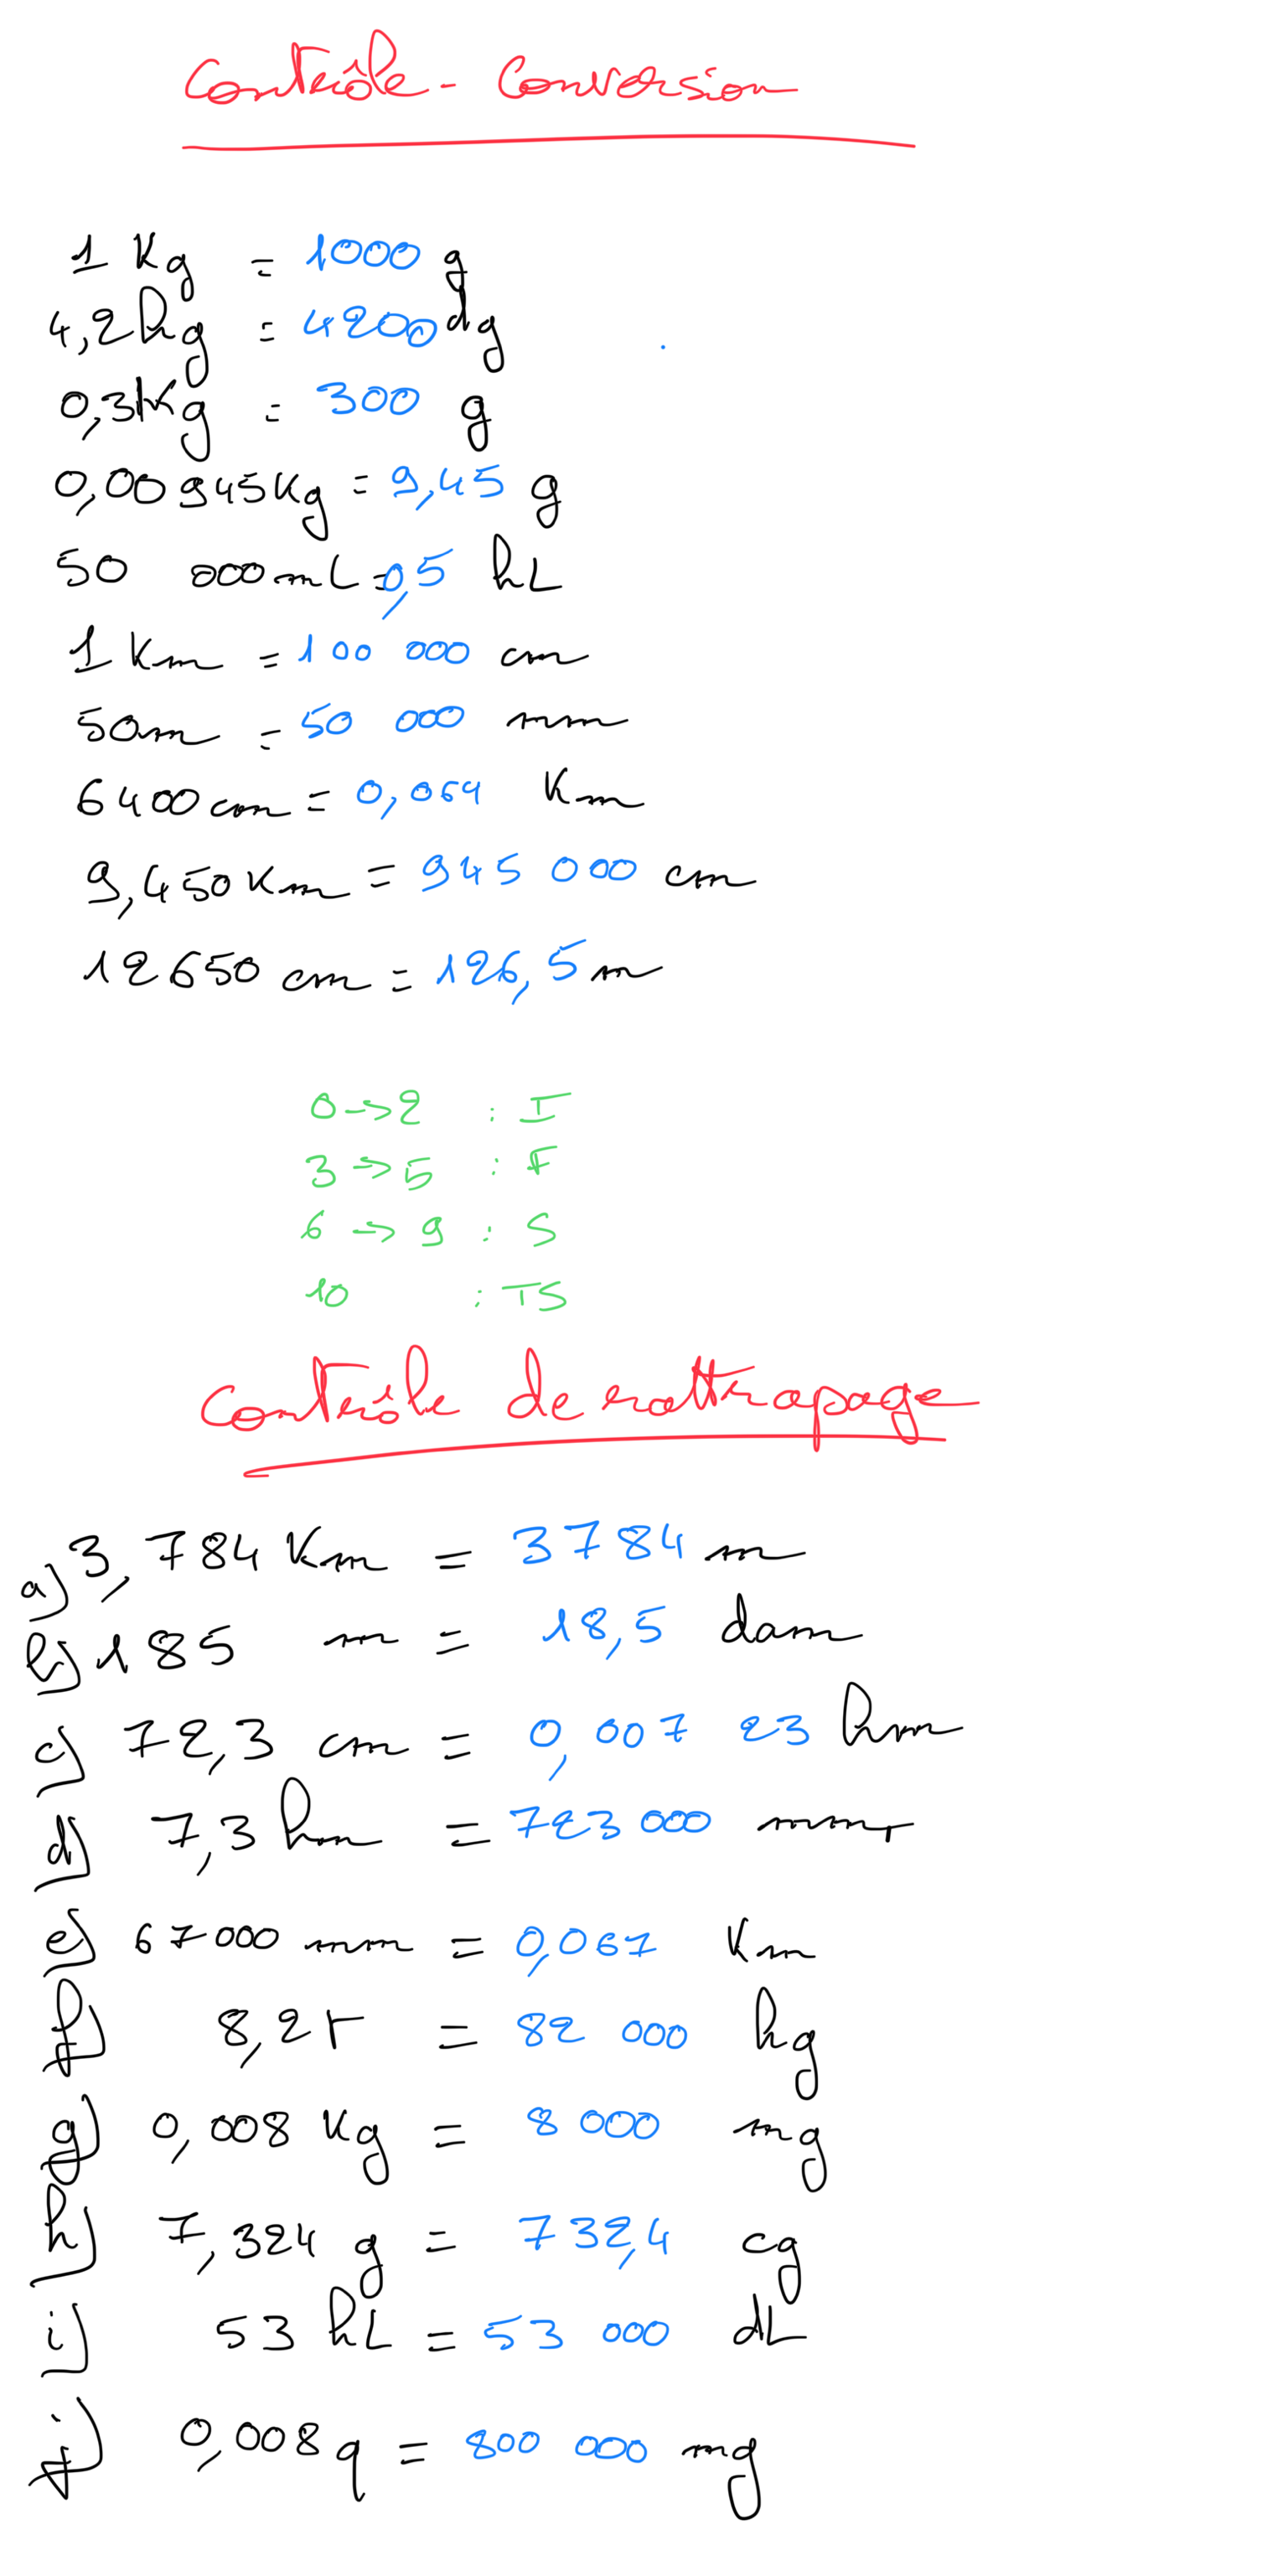 Contrôle - Conversion
1 Kg = 1000 g
4,2 hg = 4200 dg
0,3 Kg = 300 g
0,00945 Kg = 9,45 g
50 000 mL = 0,5 hL
1 Km = 100 000 cm
50 m = 50 000 mm
6400 cm = 0,064 Km
9,450 Km = 945 000 cm
12650 cm = 126,5 m
0 -> 2 : I
3 -> 5 : F
6 -> 9 : S
10 : TS
Contrôle de rattrapage
a) 3,784 Km = 3784 m
b) 185 m = 18,5 dam
c) 72,3 cm = 0,007 23 hm
d) 7,3 hm = 723 000 mm
e) 67000 mm = 0,067 Km
f) 8,2 T = 82 000 hg
g) 0,008 Kg = 8 000 mg
h) 7,324 g = 732,4 cg
i) 53 hL = 53 000 dL
j) 0,008 q = 800 000 mg